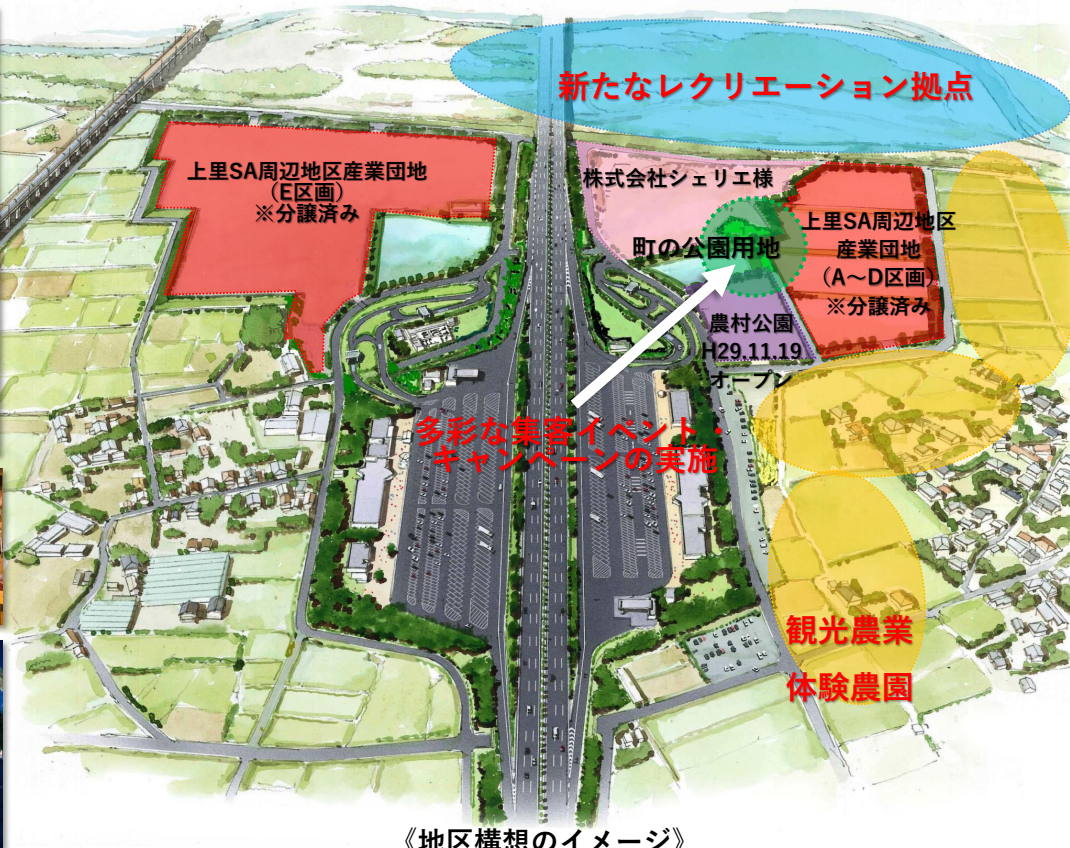 新たなレクリエーション拠点
上里SA周辺地区産業団地
（E区画）
※分譲済み
株式会社シェリエ様
町の公園用地
上里SA周辺地区
産業団地
（A～D区画）
※分譲済み
農村公園
H29.11.19
オープン
多彩な集客イベント・
キャンペーンの実施
観光農業
体験農園
《地区構想のイメージ》